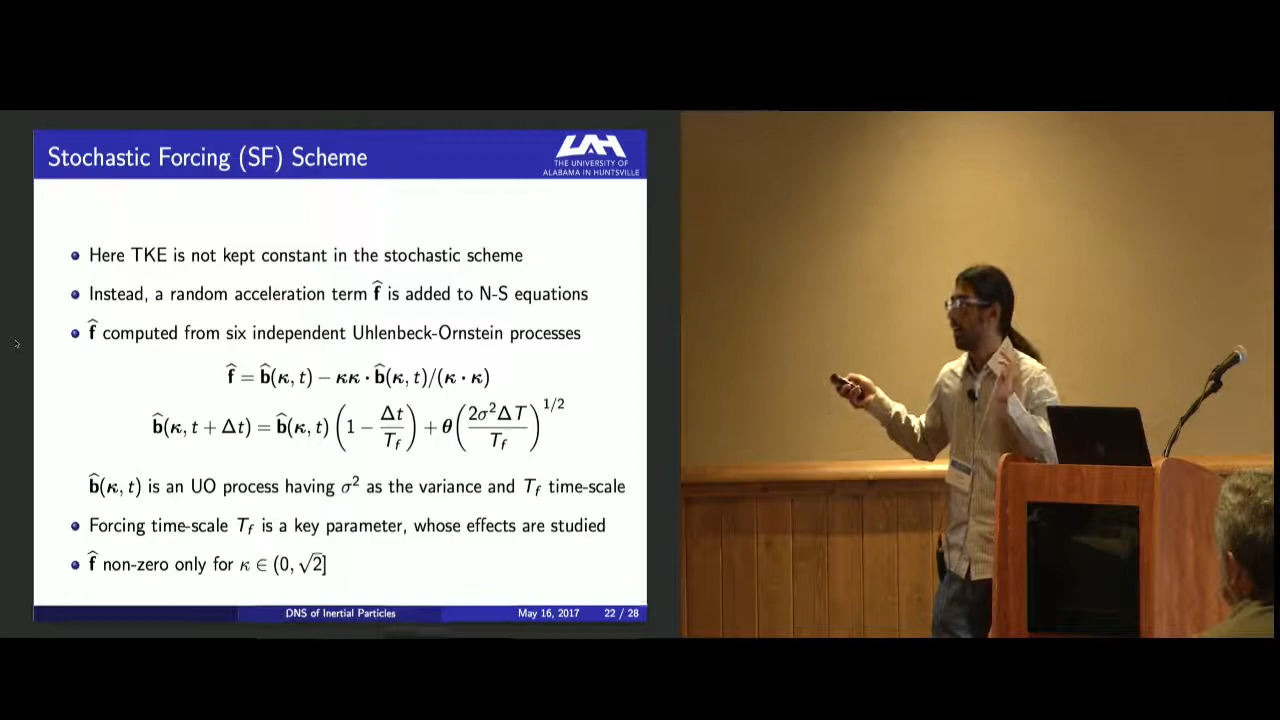 Stochastic Forcing (SF) Scheme
UAH
THE UNIVERSITY OF
ALABAMA IN HUNTSVILLE
Here TKE is not kept constant in the stochastic scheme
Instead, a random acceleration term f̂ is added to N-S equations
f̂ computed from six independent Uhlenbeck-Ornstein processes
f̂ = b̂(κ, t) − κκ · b̂(κ, t)/(κ · κ)
b̂(κ, t + Δt) = b̂(κ, t) (1 − Δt/T_f) + θ (2σ²ΔT/T_f)^1/2
b̂(κ, t) is an UO process having σ² as the variance and T_f time-scale
Forcing time-scale T_f is a key parameter, whose effects are studied
f̂ non-zero only for κ ∈ (0, √2]
DNS of Inertial Particles May 16, 2017 22 / 28